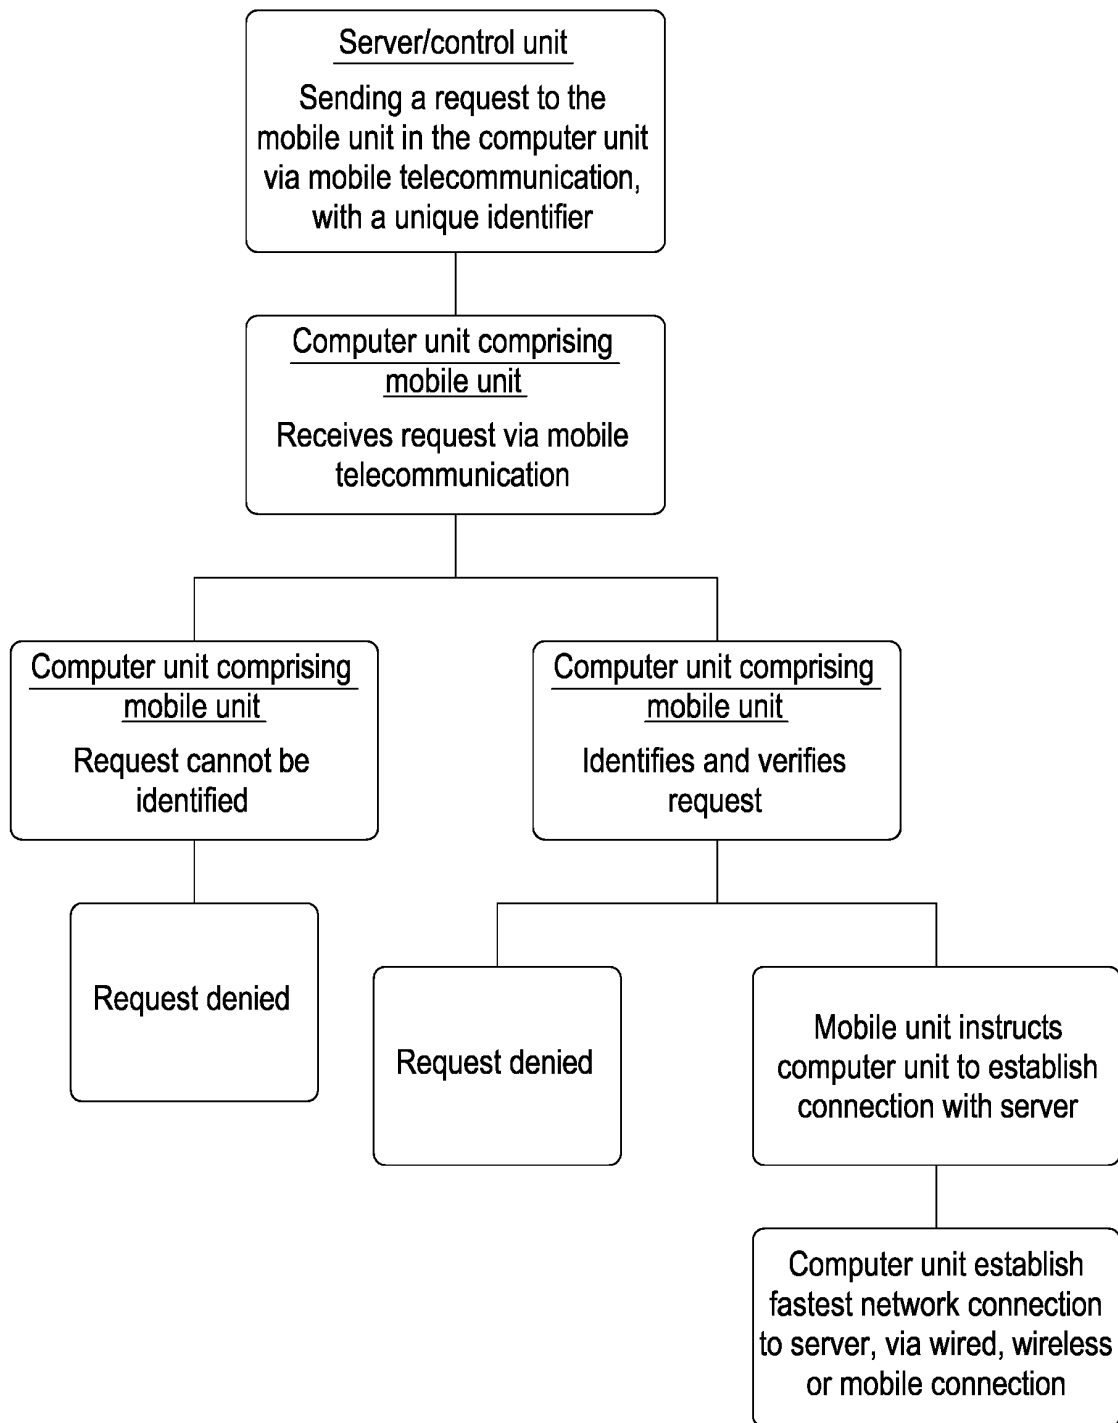 Server/control unit
Sending a request to the
mobile unit in the computer unit
via mobile telecommunication,
with a unique identifier
Computer unit comprising
mobile unit
Receives request via mobile
telecommunication
Computer unit comprising
mobile unit
Request cannot be
identified
Computer unit comprising
mobile unit
Identifies and verifies
request
Request denied
Request denied
Mobile unit instructs
computer unit to establish
connection with server
Computer unit establish
fastest network connection
to server, via wired, wireless
or mobile connection